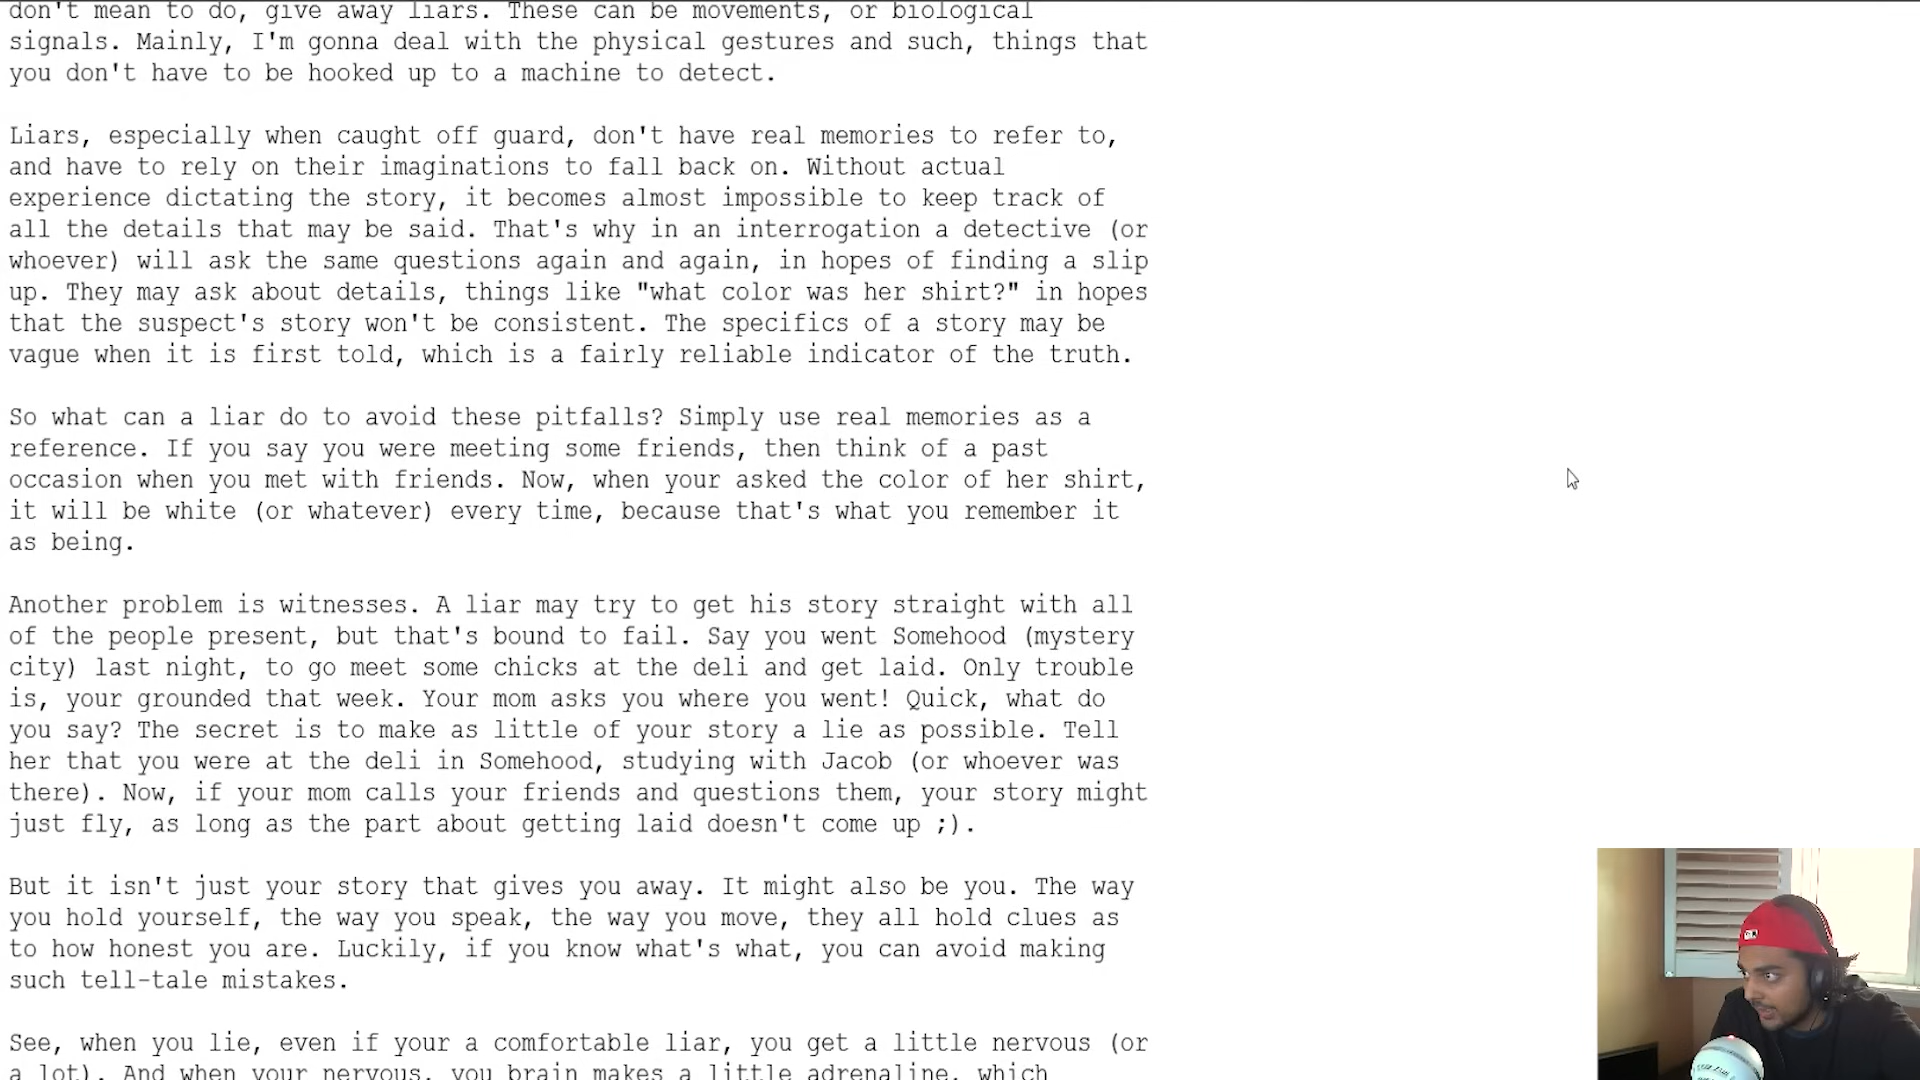 don't mean to do, give away liars. These can be movements, or biological
signals. Mainly, I'm gonna deal with the physical gestures and such, things that
you don't have to be hooked up to a machine to detect.
Liars, especially when caught off guard, don't have real memories to refer to,
and have to rely on their imaginations to fall back on. Without actual
experience dictating the story, it becomes almost impossible to keep track of
all the details that may be said. That's why in an interrogation a detective (or
whoever) will ask the same questions again and again, in hopes of finding a slip
up. They may ask about details, things like "what color was her shirt?" in hopes
that the suspect's story won't be consistent. The specifics of a story may be
vague when it is first told, which is a fairly reliable indicator of the truth.
So what can a liar do to avoid these pitfalls? Simply use real memories as a
reference. If you say you were meeting some friends, then think of a past
occasion when you met with friends. Now, when your asked the color of her shirt,
it will be white (or whatever) every time, because that's what you remember it
as being.
Another problem is witnesses. A liar may try to get his story straight with all
of the people present, but that's bound to fail. Say you went Somehood (mystery
city) last night, to go meet some chicks at the deli and get laid. Only trouble
is, your grounded that week. Your mom asks you where you went! Quick, what do
you say? The secret is to make as little of your story a lie as possible. Tell
her that you were at the deli in Somehood, studying with Jacob (or whoever was
there). Now, if your mom calls your friends and questions them, your story might
just fly, as long as the part about getting laid doesn't come up ;).
But it isn't just your story that gives you away. It might also be you. The way
you hold yourself, the way you speak, the way you move, they all hold clues as
to how honest you are. Luckily, if you know what's what, you can avoid making
such tell-tale mistakes.
See, when you lie, even if your a comfortable liar, you get a little nervous (or
a lot). And when your nervous, you brain makes a little adrenaline, which